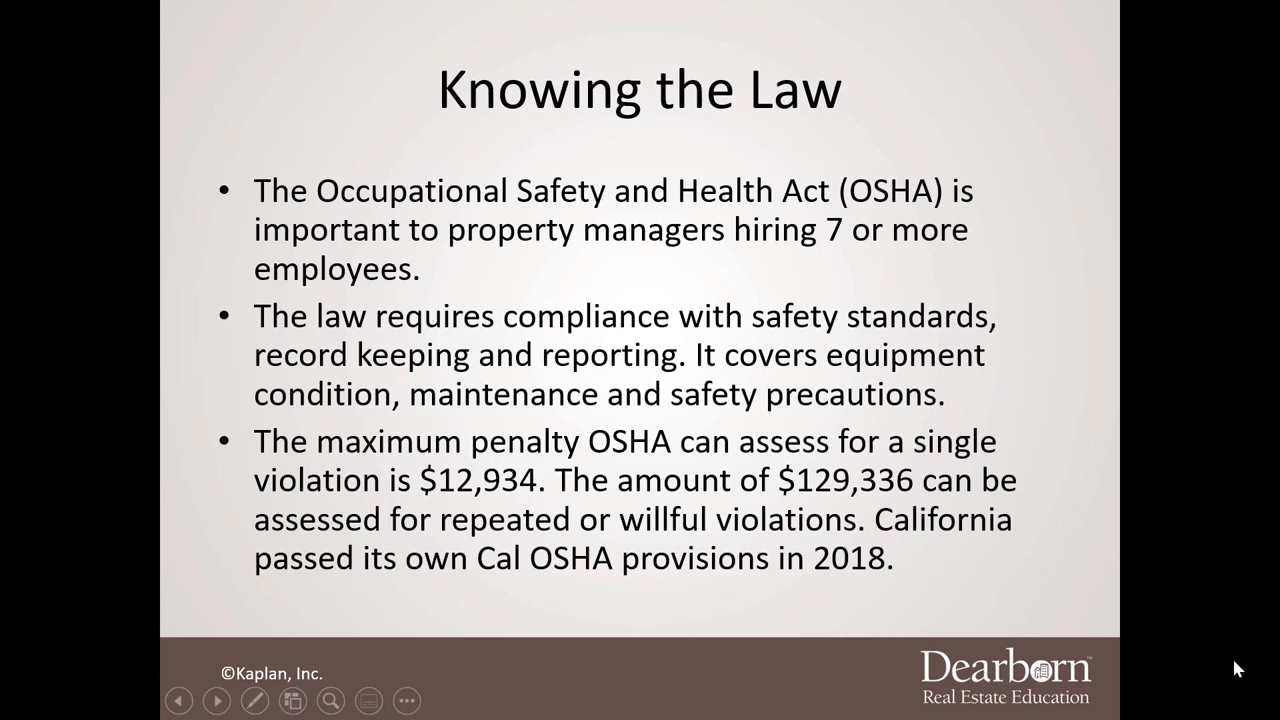 Knowing the Law
• The Occupational Safety and Health Act (OSHA) is
important to property managers hiring 7 or more
employees.
• The law requires compliance with safety standards,
record keeping and reporting. It covers equipment
condition, maintenance and safety precautions.
• The maximum penalty OSHA can assess for a single
violation is $12,934. The amount of $129,336 can be
assessed for repeated or willful violations. California
passed its own Cal OSHA provisions in 2018.
©Kaplan, Inc.
Dearborn™
Real Estate Education